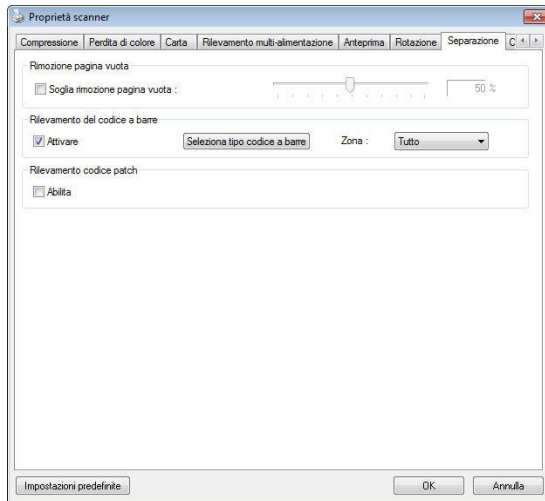 Proprietà scanner
Compressione Perdita di colore Carta Rilevamento multi-alimentazione Anteprima Rotazione Separazione C
Rimozione pagina vuota
Soglia rimozione pagina vuota : 50 %
Rilevamento del codice a barre
Attivare Seleziona tipo codice a barre Zona : Tutto
Rilevamento codice patch
Abilita
Impostazioni predefinite OK Annulla